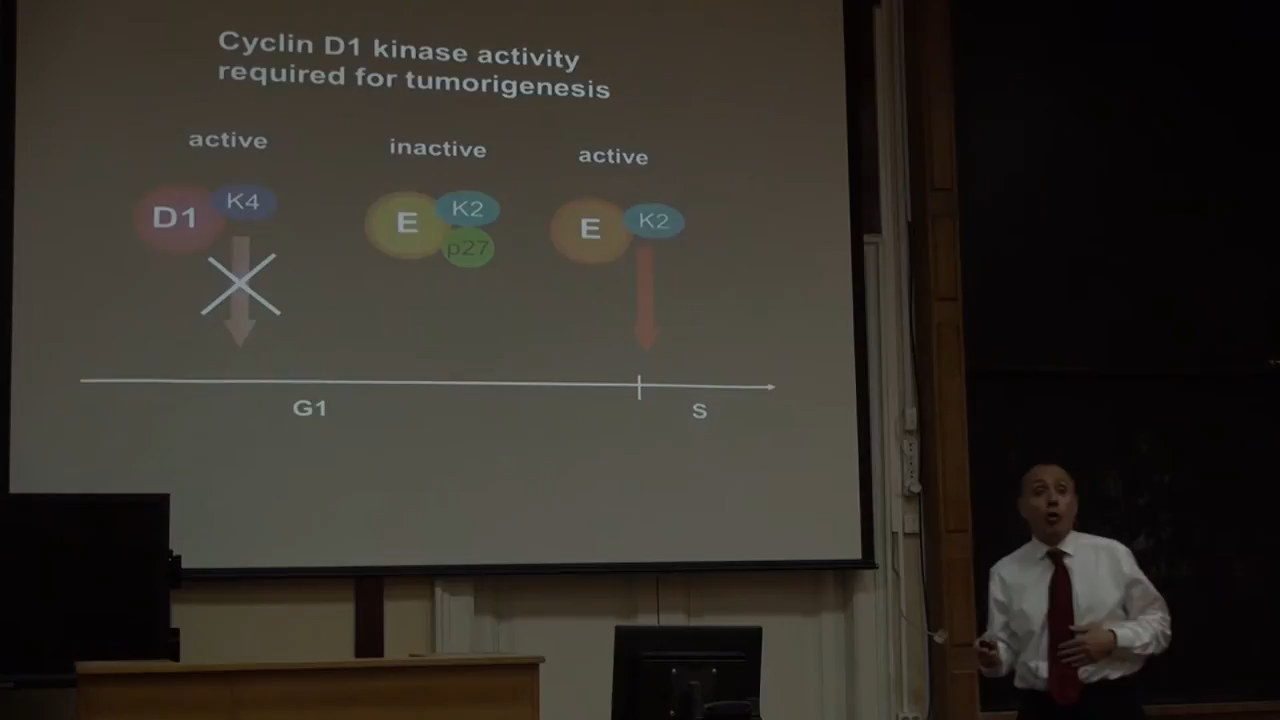 Cyclin D1 kinase activity
required for tumorigenesis
active
inactive
active
D1
K4
E
K2
p27
E
K2
G1
S